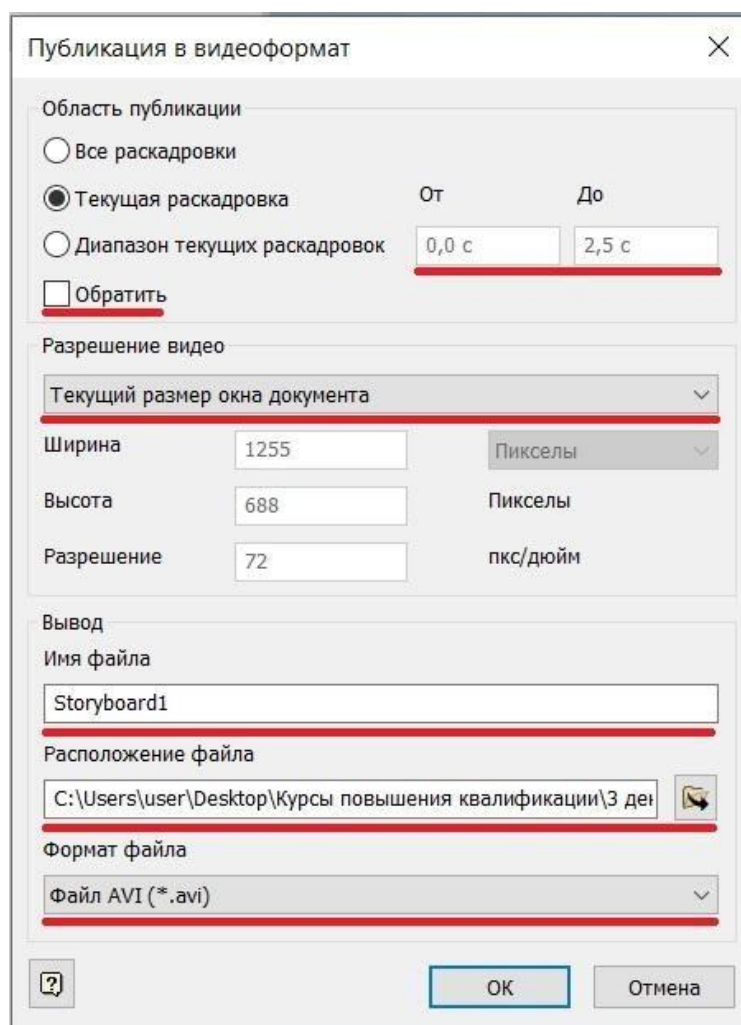 Публикация в видеоформат
Область публикации
Все раскадровки
Текущая раскадровка От До
Диапазон текущих раскадровок 0,0 с 2,5 с
Обратить
Разрешение видео
Текущий размер окна документа
Ширина 1255 Пикселы
Высота 688 Пикселы
Разрешение 72 пкс/дюйм
Вывод
Имя файла
Storyboard1
Расположение файла
C:\Users\user\Desktop\Курсы повышения квалификации\3 ден
Формат файла
Файл AVI (*.avi)
ОК Отмена